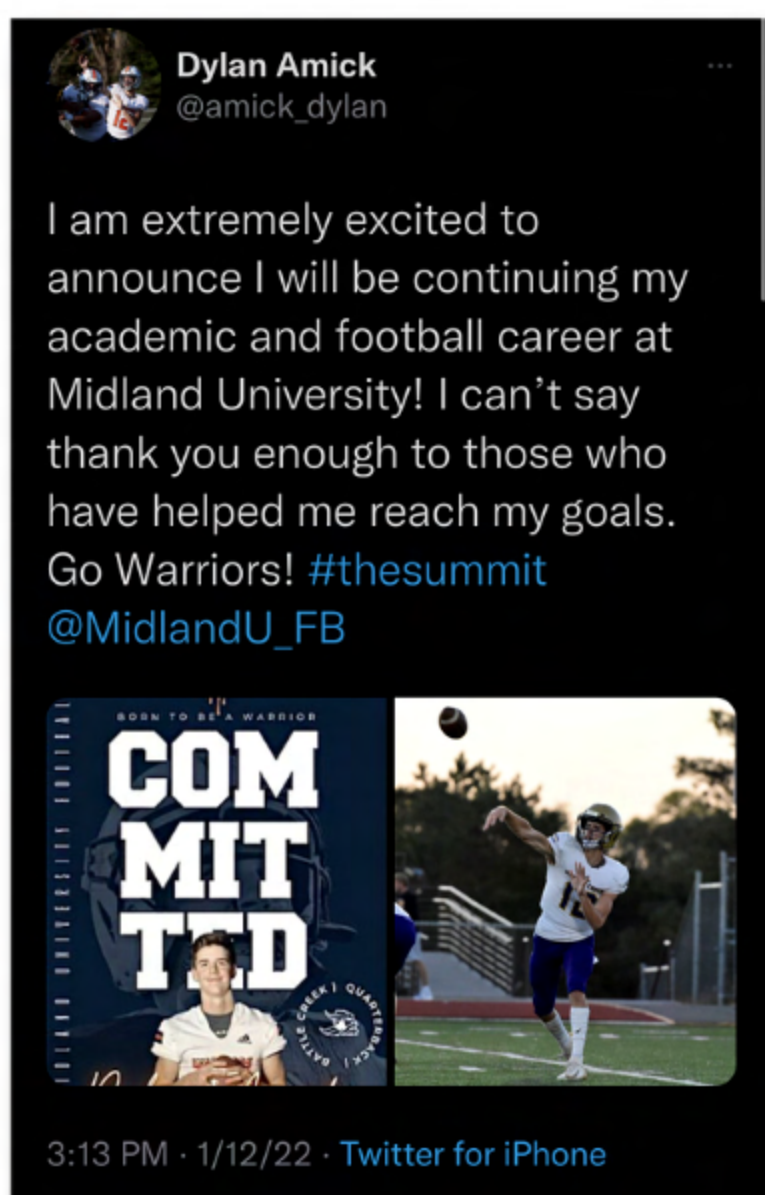 Dylan Amick
@amick_dylan
I am extremely excited to
announce I will be continuing my
academic and football career at
Midland University! I can’t say
thank you enough to those who
have helped me reach my goals.
Go Warriors! #thesummit
@MidlandU_FB
BORN TO BE A WARRIOR
COM
MIT
TED
BATTLE CREEK | QUARTERBACK |
12
3:13 PM · 1/12/22 · Twitter for iPhone